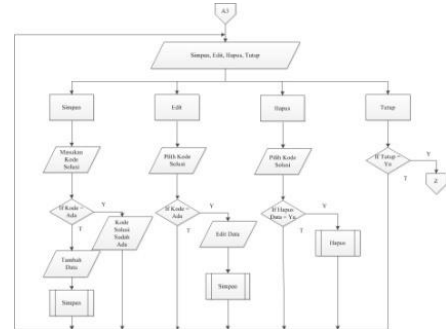 A3
Simpan, Edit, Hapus, Tutup
Simpan
Edit
Hapus
Tutup
Masukan
Kode
Solusi
Pilih Kode
Solusi
Pilih Kode
Solusi
If Tutup =
Ya
Y
T
2
If Kode =
Ada
Y
T
Kode
Solusi
Sudah
Ada
If Kode =
Ada
Y
T
Edit Data
If Hapus
Data = Ya
Y
T
Hapus
Tambah
Data
Simpan
Simpan